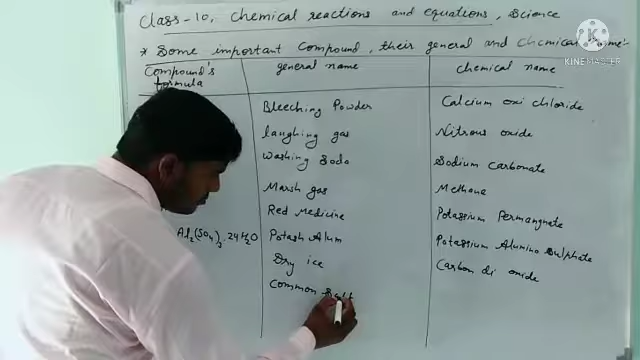 Class-10, Chemical reactions and equations, Science
* Some important Compound, their general and chemical name
Compound's formula
general name
chemical name
Bleeching Powder
Calcium oxi chloride
laughing gas
Nitrous oxide
Washing Soda
Sodium carbonate
Marsh gas
Methane
Red Medicine
Potassium Permangnate
Al2(SO4)3.24H2O
Potash Alum
Potassium Alumino Sulphate
Dry ice
Carbon di oxide
Common Salt
KINEMASTER